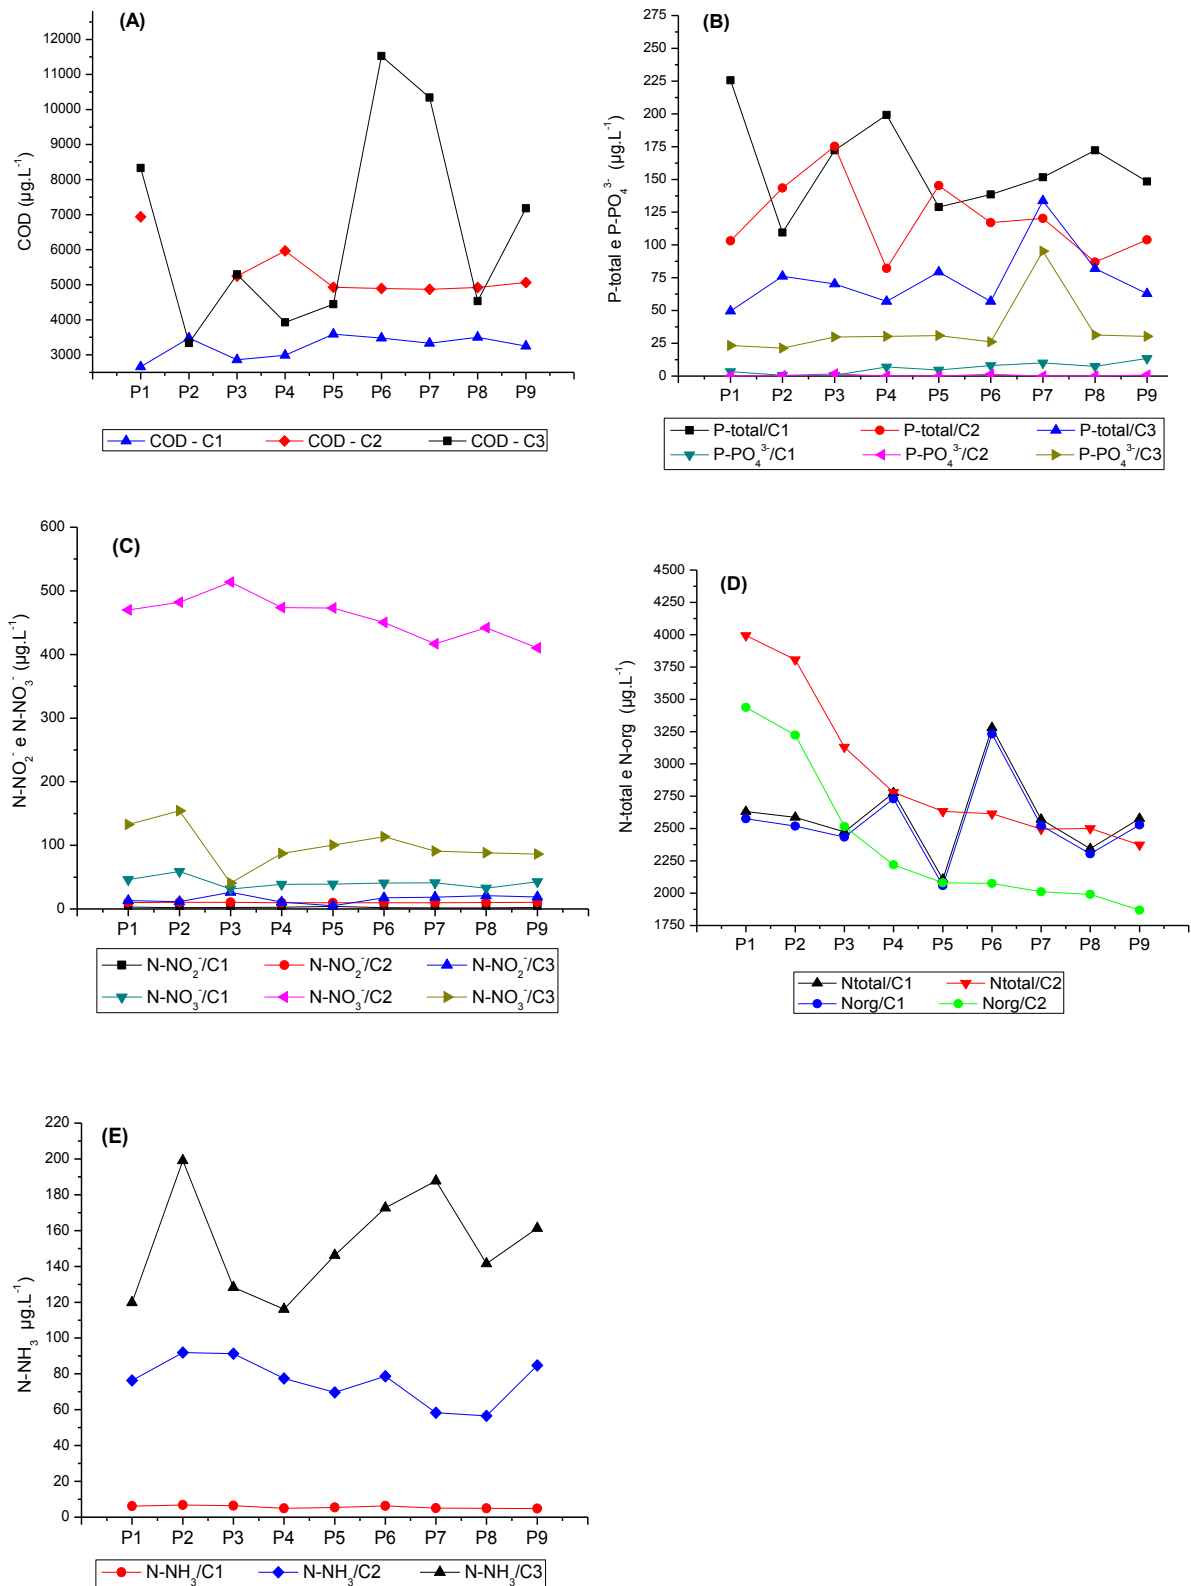 (A)
COD (µg.L⁻¹)
12000
11000
10000
9000
8000
7000
6000
5000
4000
3000
P1 P2 P3 P4 P5 P6 P7 P8 P9
COD - C1 COD - C2 COD - C3
(B)
P-total e P-PO₄³⁻ (µg.L⁻¹)
275
250
225
200
175
150
125
100
75
50
25
0
P1 P2 P3 P4 P5 P6 P7 P8 P9
P-total/C1 P-total/C2 P-total/C3
P-PO₄³⁻/C1 P-PO₄³⁻/C2 P-PO₄³⁻/C3
(C)
N-NO₂⁻ e N-NO₃⁻ (µg.L⁻¹)
600
500
400
300
200
100
0
P1 P2 P3 P4 P5 P6 P7 P8 P9
N-NO₂⁻/C1 N-NO₂⁻/C2 N-NO₂⁻/C3
N-NO₃⁻/C1 N-NO₃⁻/C2 N-NO₃⁻/C3
(D)
N-total e N-org (µg.L⁻¹)
4500
4250
4000
3750
3500
3250
3000
2750
2500
2250
2000
1750
P1 P2 P3 P4 P5 P6 P7 P8 P9
Ntotal/C1 Ntotal/C2
Norg/C1 Norg/C2
(E)
N-NH₃ µg.L⁻¹)
220
200
180
160
140
120
100
80
60
40
20
0
P1 P2 P3 P4 P5 P6 P7 P8 P9
N-NH₃/C1 N-NH₃/C2 N-NH₃/C3